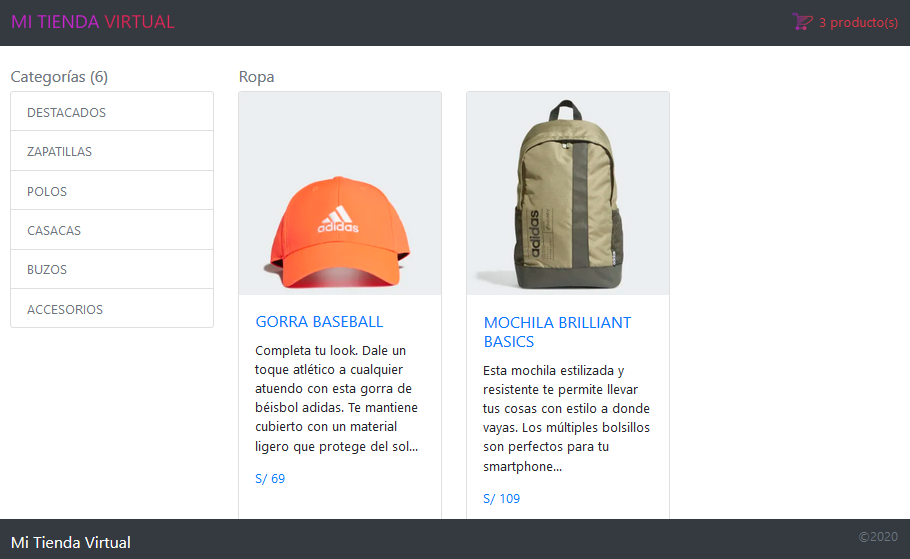 MI TIENDA VIRTUAL
3 producto(s)
Categorías (6)
DESTACADOS
ZAPATILLAS
POLOS
CASACAS
BUZOS
ACCESORIOS
Ropa
adidas
GORRA BASEBALL
Completa tu look. Dale un
toque atlético a cualquier
atuendo con esta gorra de
béisbol adidas. Te mantiene
cubierto con un material
ligero que protege del sol...
S/ 69
adidas
MOCHILA BRILLIANT
BASICS
Esta mochila estilizada y
resistente te permite llevar
tus cosas con estilo a donde
vayas. Los múltiples bolsillos
son perfectos para tu
smartphone...
S/ 109
Mi Tienda Virtual
©2020